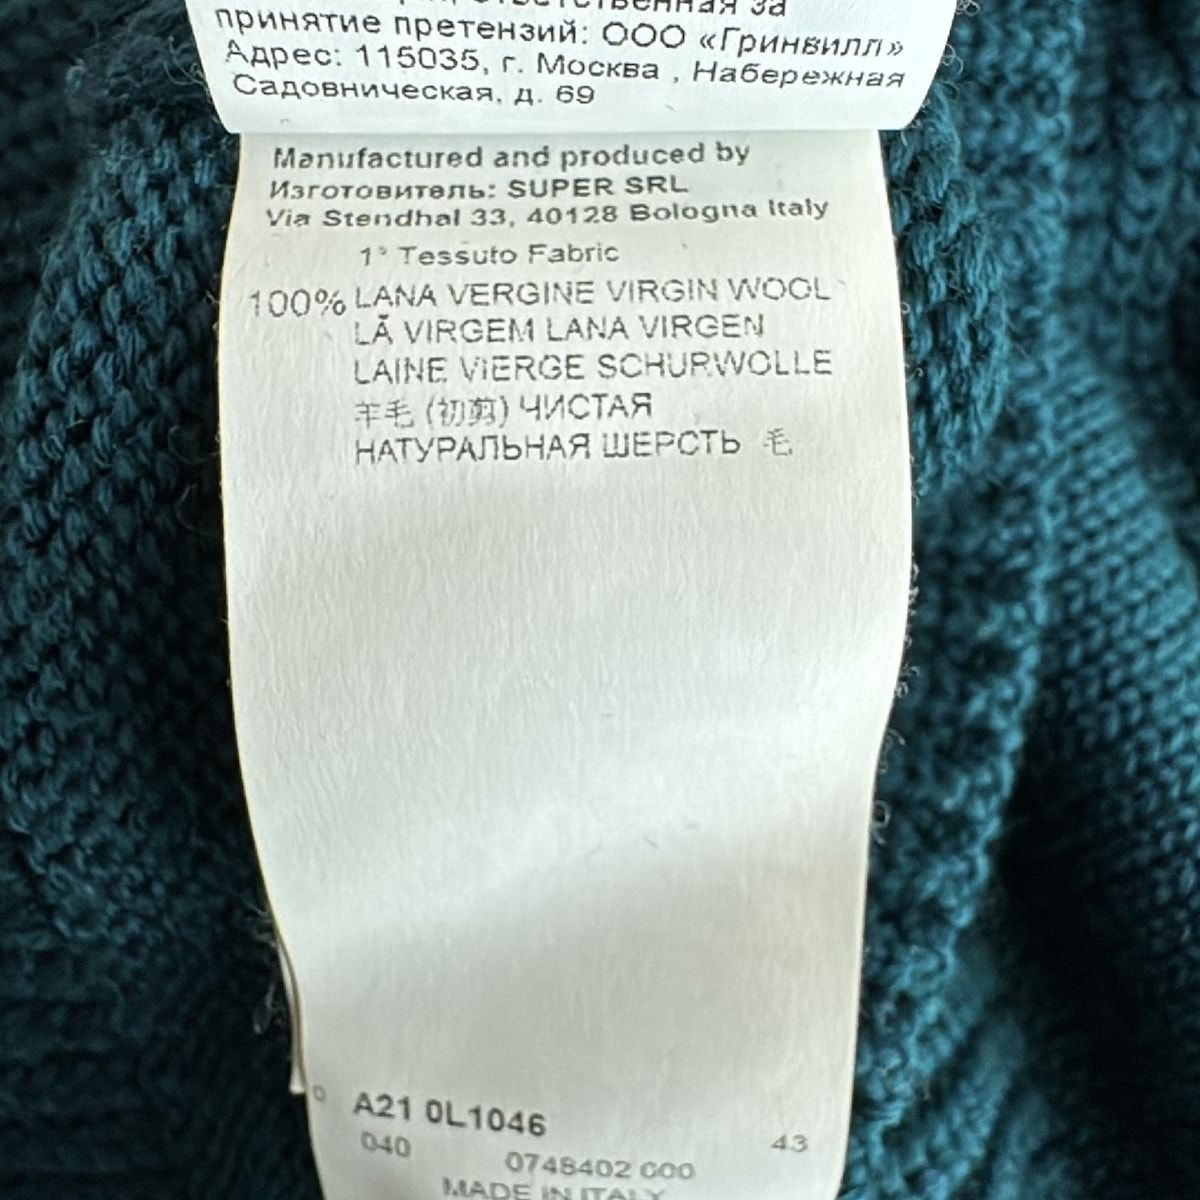 ответственная за
принятие претензий: ООО «Гринвилл»
Адрес: 115035, г. Москва , Набережная
Садовническая, д. 69
Manufactured and produced by
Изготовитель: SUPER SRL
Via Stendhal 33, 40128 Bologna Italy
1° Tessuto Fabric
100% LANA VERGINE VIRGIN WOOL
LÃ VIRGEM LANA VIRGEN
LAINE VIERGE SCHURWOLLE
羊毛 (初剪) ЧИСТАЯ
НАТУРАЛЬНАЯ ШЕРСТЬ 毛
A21 0L1046
040 43
0748402 000
MADE IN ITALY